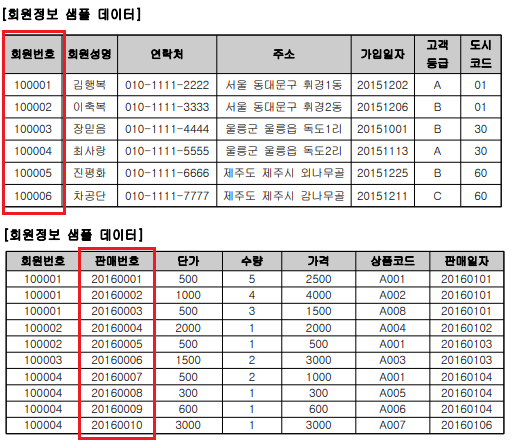 [회원정보 샘플 데이터]
회원번호 회원성명 연락처 주소 가입일자 고객등급 도시코드
100001 김행복 010-1111-2222 서울 동대문구 휘경1동 20151202 A 01
100002 이축복 010-1111-3333 서울 동대문구 휘경2동 20151206 B 01
100003 장믿음 010-1111-4444 울릉군 울릉읍 독도1리 20151001 B 30
100004 최사랑 010-1111-5555 울릉군 울릉읍 독도2리 20151113 A 30
100005 진평화 010-1111-6666 제주도 제주시 외나무골 20151225 B 60
100006 차공단 010-1111-7777 제주도 제주시 감나무골 20151211 C 60
[회원정보 샘플 데이터]
회원번호 판매번호 단가 수량 가격 상품코드 판매일자
100001 20160001 500 5 2500 A001 20160101
100001 20160002 1000 4 4000 A002 20160101
100001 20160003 500 3 1500 A008 20160101
100002 20160004 2000 1 2000 A004 20160102
100002 20160005 500 1 500 A001 20160103
100003 20160006 1500 2 3000 A003 20160103
100004 20160007 500 2 1000 A001 20160104
100004 20160008 300 1 300 A005 20160104
100004 20160009 600 1 600 A006 20160104
100004 20160010 3000 1 3000 A007 20160106